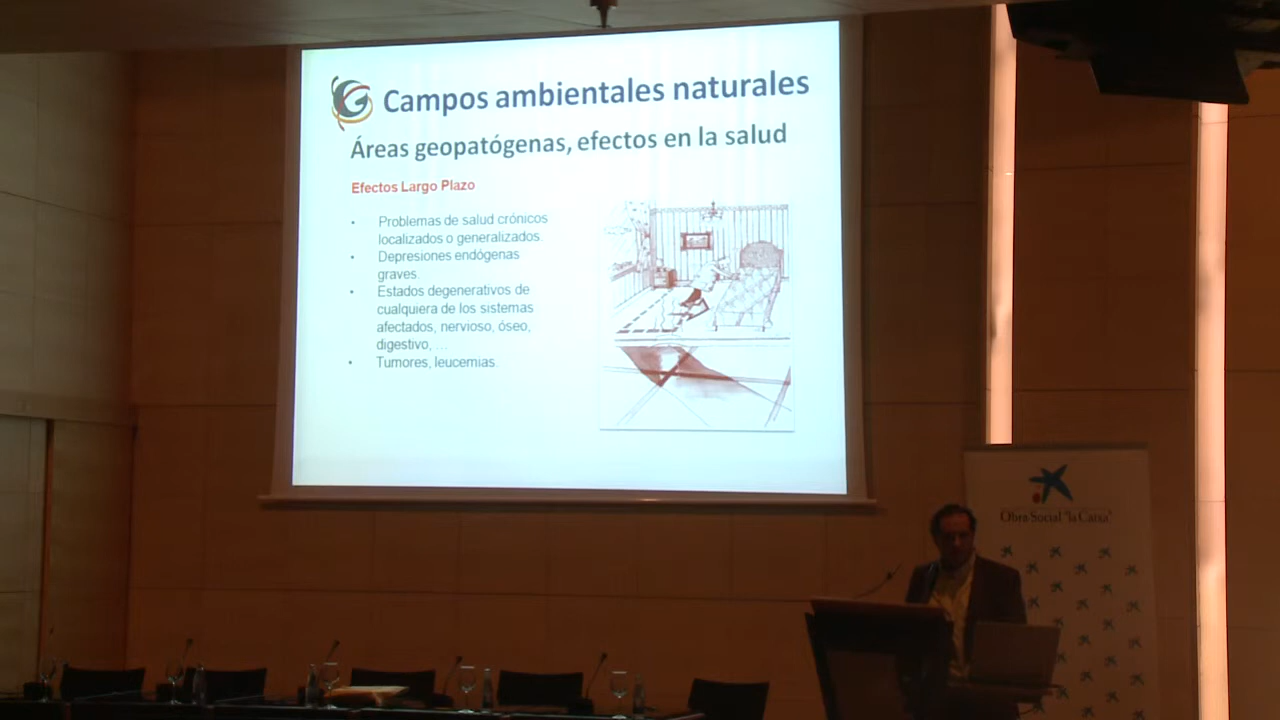 Campos ambientales naturales
Áreas geopatógenas, efectos en la salud
Efectos Largo Plazo
• Problemas de salud crónicos
localizados o generalizados.
• Depresiones endógenas
graves.
• Estados degenerativos de
cualquiera de los sistemas
afectados, nervioso, óseo,
digestivo, ...
• Tumores, leucemias.
Obra Social "la Caixa"